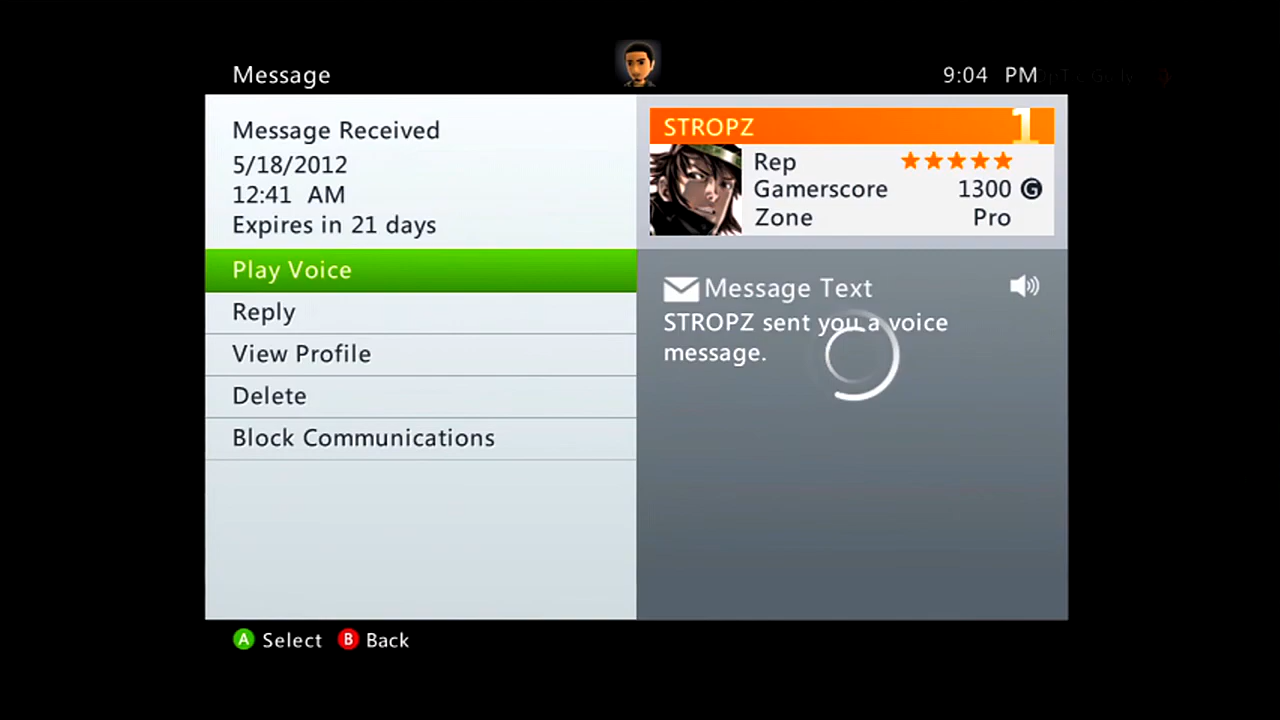 Message
9:04 PM
Message Received
5/18/2012
12:41 AM
Expires in 21 days
Play Voice
Reply
View Profile
Delete
Block Communications
STROPZ
1
Rep
Gamerscore 1300 G
Zone Pro
Message Text
STROPZ sent you a voice
message.
A Select B Back